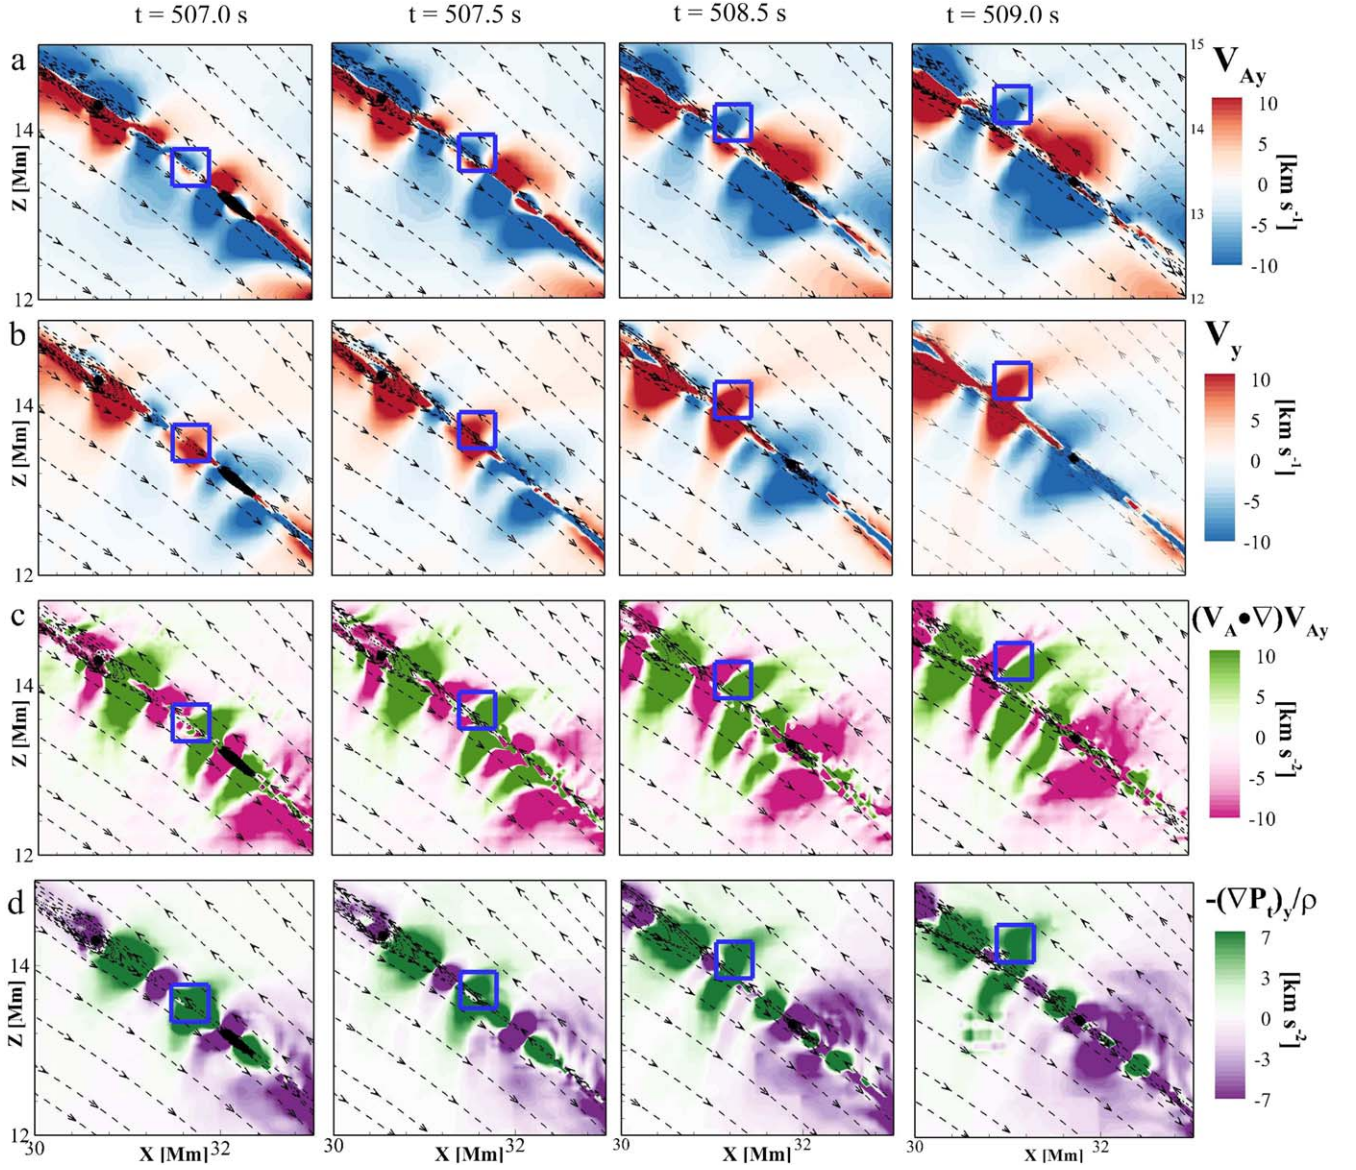 t = 507.0 s t = 507.5 s t = 508.5 s t = 509.0 s
a 15 V_Ay
14 14 10
5
Z [Mm] 0 [km s⁻¹]
13 -5
12 12 -10
b V_y
14 10
5
Z [Mm] 0 [km s⁻¹]
-5
12 -10
c (V_A•∇)V_Ay
14 10
5
Z [Mm] 0 [km s⁻²]
-5
12 -10
d -(∇P_t)_y/ρ
14 7
3
Z [Mm] 0 [km s⁻²]
-3
12 -7
30 32 32 32 32
X [Mm] X [Mm] X [Mm] X [Mm]